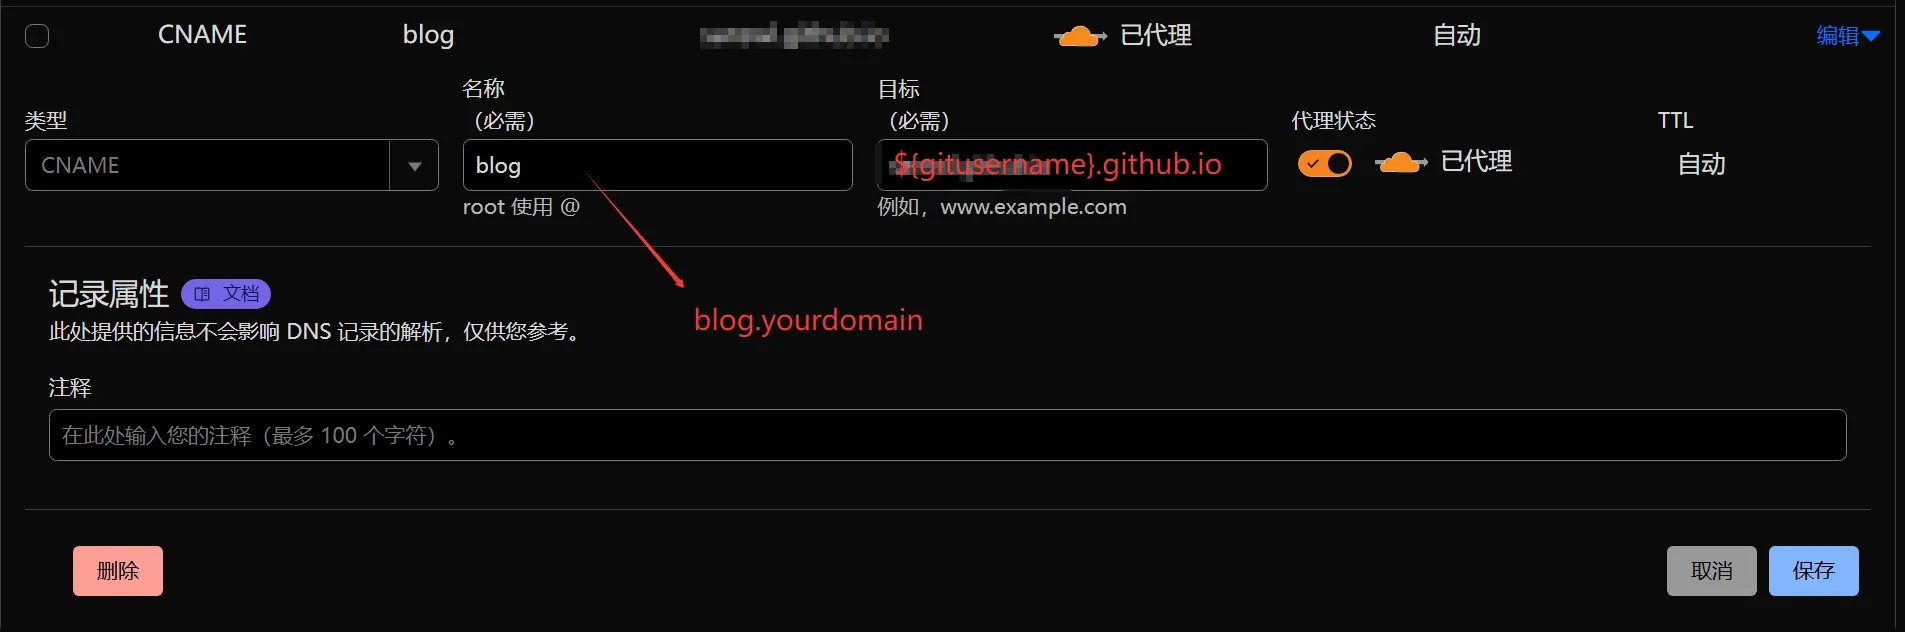 CNAME blog 已代理 自动 编辑
名称 目标
类型 (必需) (必需) 代理状态 TTL
CNAME blog ${gitusername}.github.io 已代理 自动
root 使用 @ 例如，www.example.com
记录属性 文档
此处提供的信息不会影响 DNS 记录的解析，仅供您参考。
blog.yourdomain
注释
在此处输入您的注释（最多 100 个字符）。
删除 取消 保存